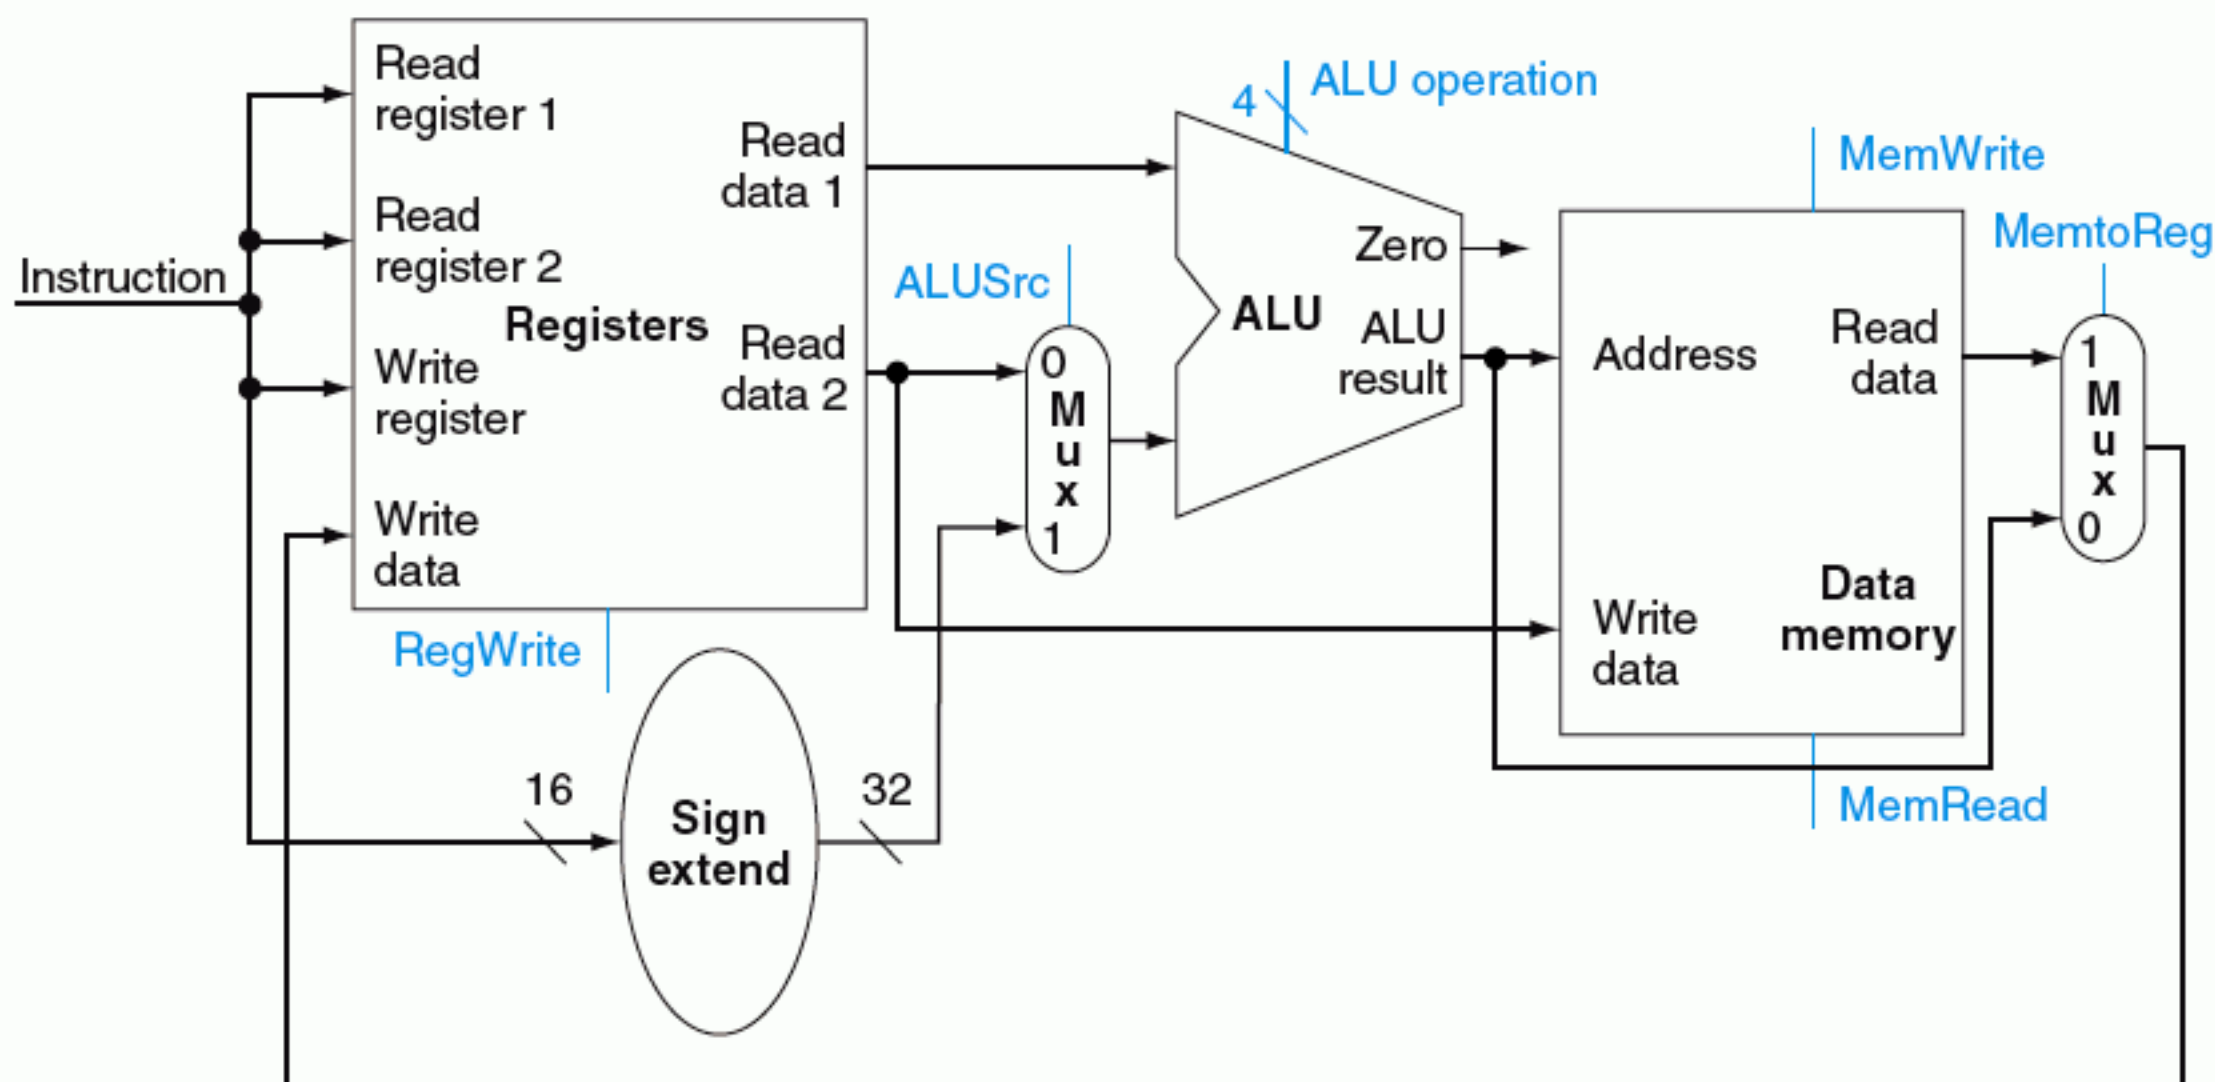 Instruction
Read
register 1
Read
register 2
Registers
Write
register
Write
data
Read
data 1
Read
data 2
RegWrite
16
Sign
extend
32
ALUSrc
0
M
u
x
1
4
ALU operation
Zero
ALU
ALU
result
MemWrite
Address
Read
data
Write
data
Data
memory
MemRead
MemtoReg
1
M
u
x
0